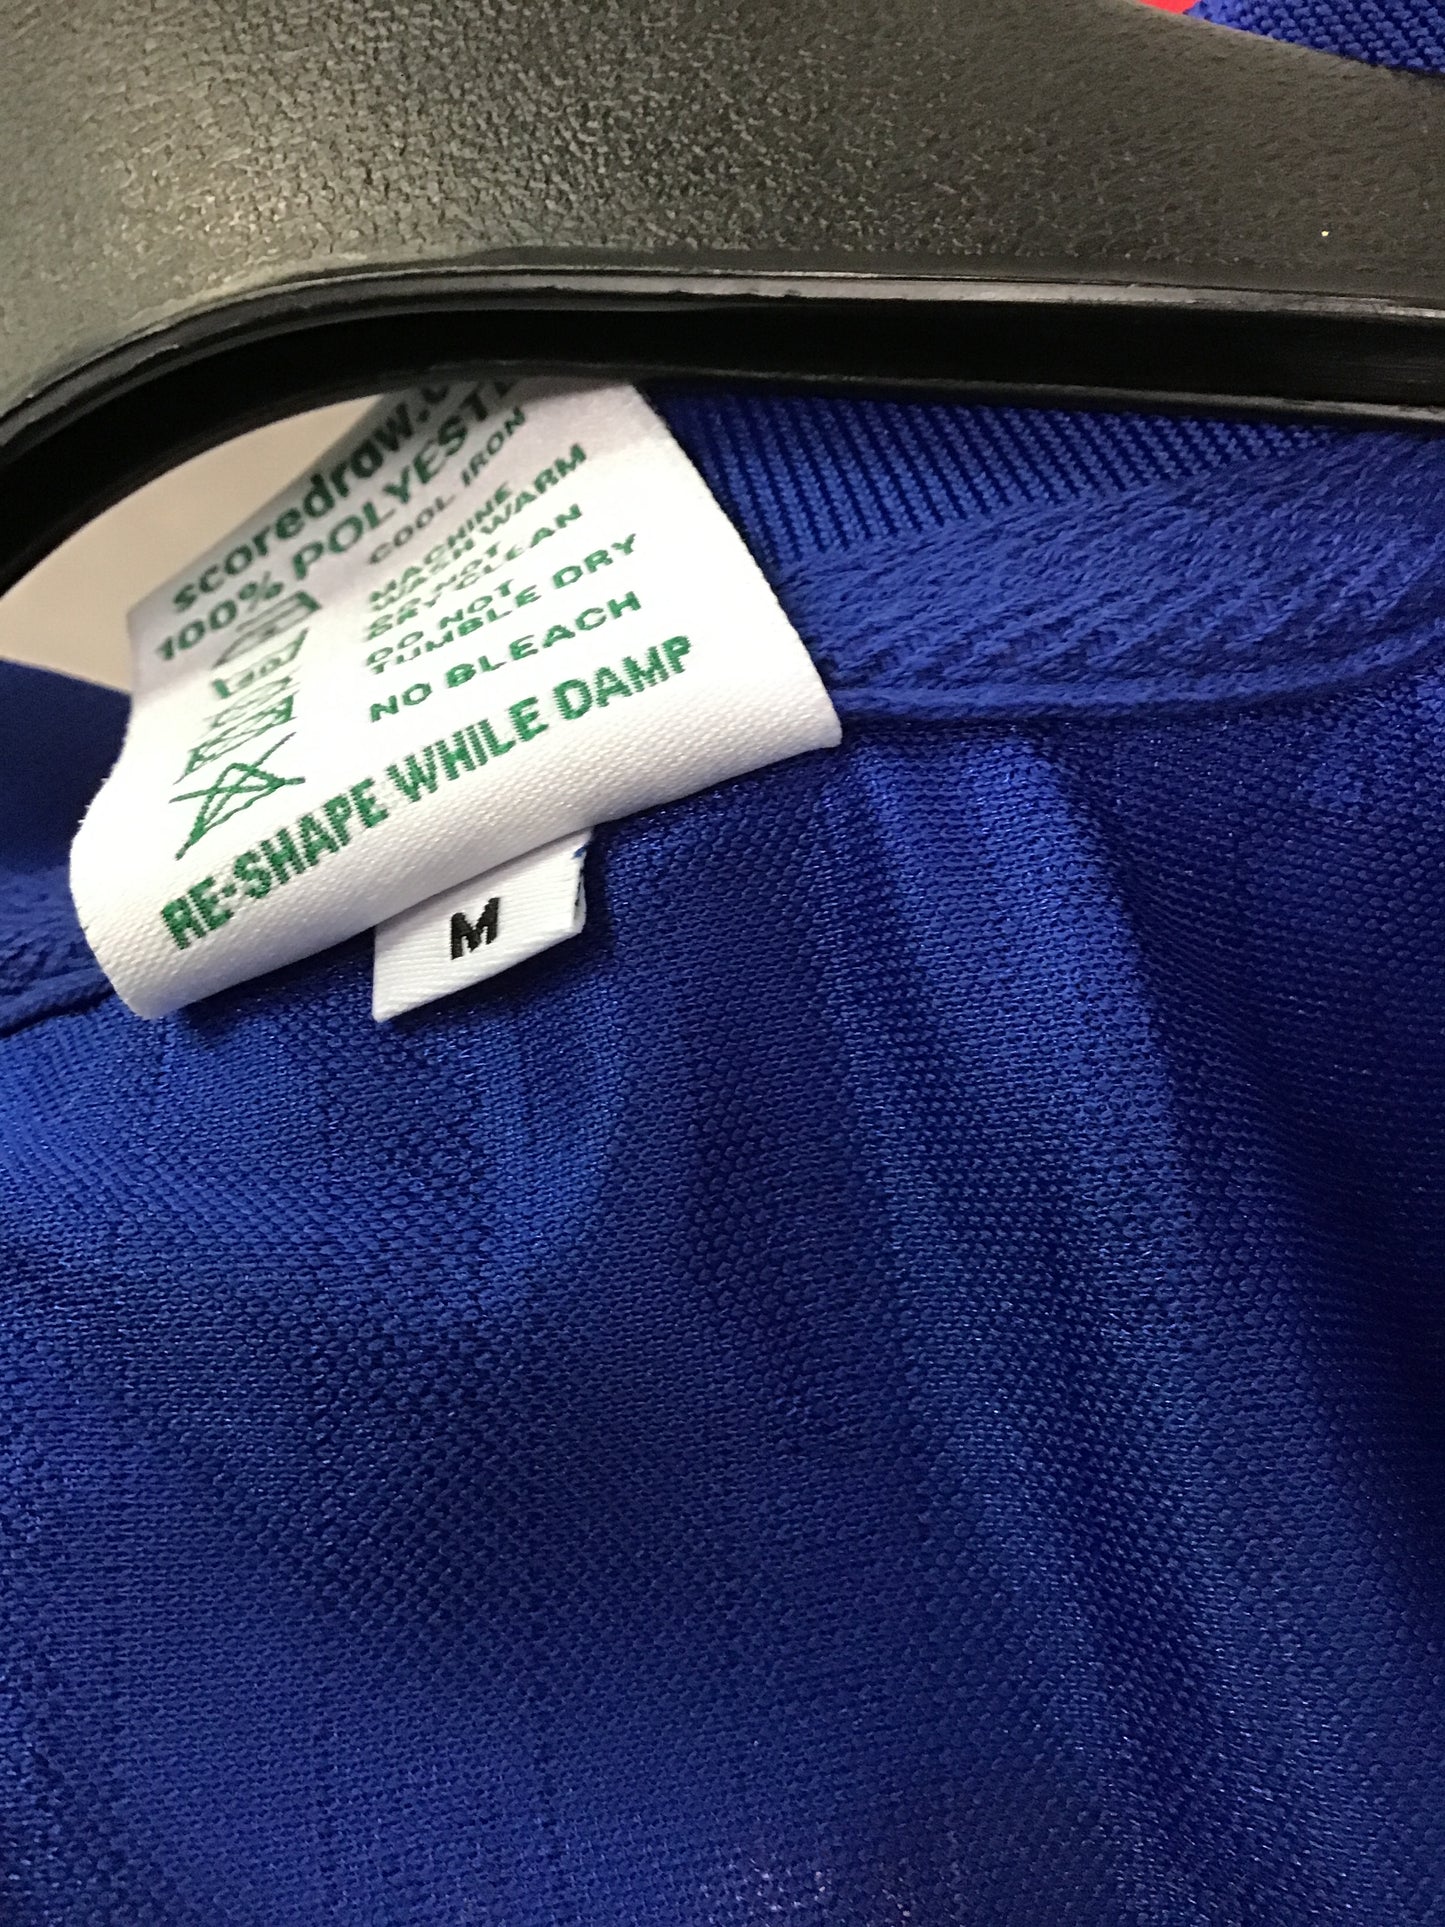 scoredraw.
100% POLYEST
COOL IRON
MACHINE
WASH WARM
DO NOT
DRY CLEAN
DO NOT
TUMBLE DRY
NO BLEACH
RE-SHAPE WHILE DAMP
M